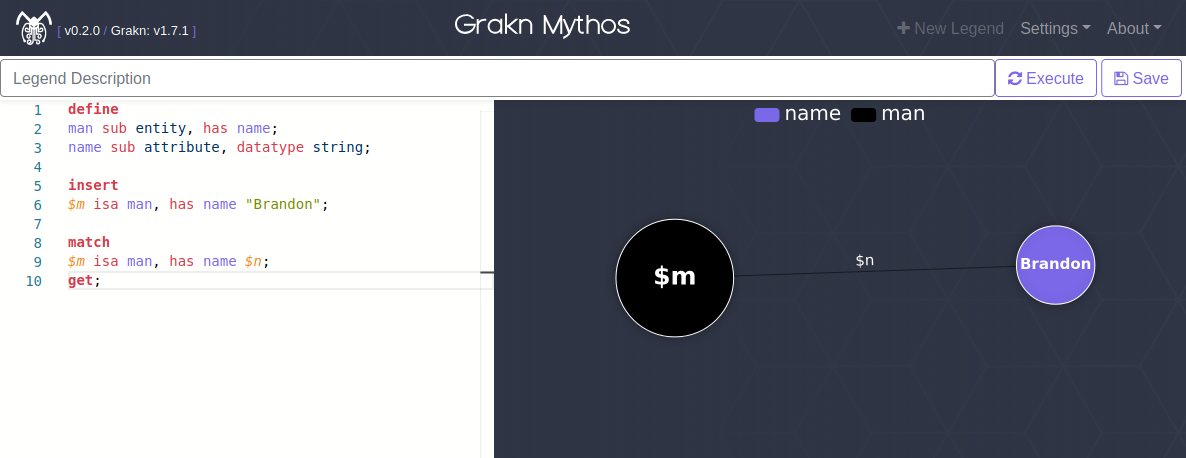 Grakn Mythos
[ v0.2.0 / Grakn: v1.7.1 ]
New Legend Settings About
Legend Description
Execute Save
1 define
2 man sub entity, has name;
3 name sub attribute, datatype string;
4
5 insert
6 $m isa man, has name "Brandon";
7
8 match
9 $m isa man, has name $n;
10 get;
name man
$m
$n
Brandon